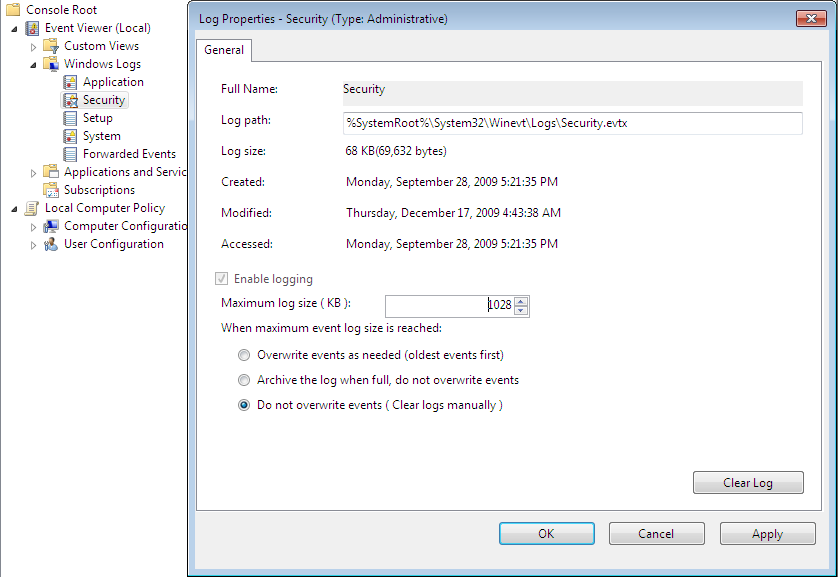 Console Root
Event Viewer (Local)
Custom Views
Windows Logs
Application
Security
Setup
System
Forwarded Events
Applications and Servic
Subscriptions
Local Computer Policy
Computer Configuratio
User Configuration
Log Properties - Security (Type: Administrative)
General
Full Name: Security
Log path: %SystemRoot%\System32\Winevt\Logs\Security.evtx
Log size: 68 KB(69,632 bytes)
Created: Monday, September 28, 2009 5:21:35 PM
Modified: Thursday, December 17, 2009 4:43:38 AM
Accessed: Monday, September 28, 2009 5:21:35 PM
Enable logging
Maximum log size ( KB ): 1028
When maximum event log size is reached:
Overwrite events as needed (oldest events first)
Archive the log when full, do not overwrite events
Do not overwrite events ( Clear logs manually )
Clear Log
OK Cancel Apply